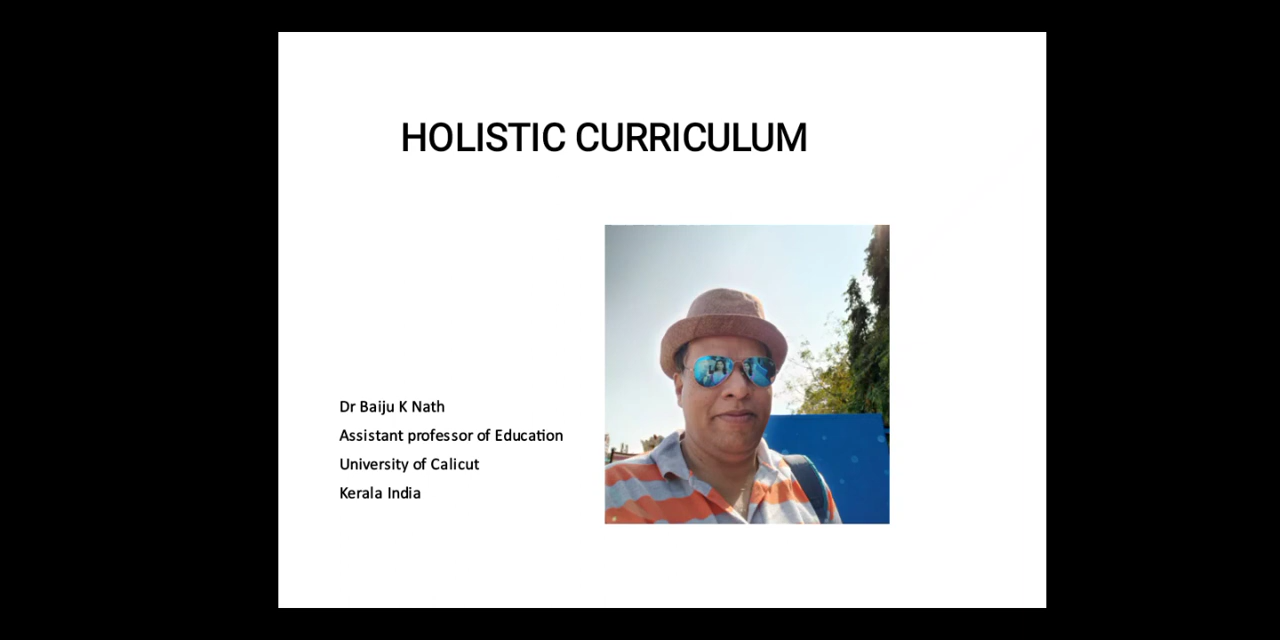 HOLISTIC CURRICULUM
Dr Baiju K Nath
Assistant professor of Education
University of Calicut
Kerala India